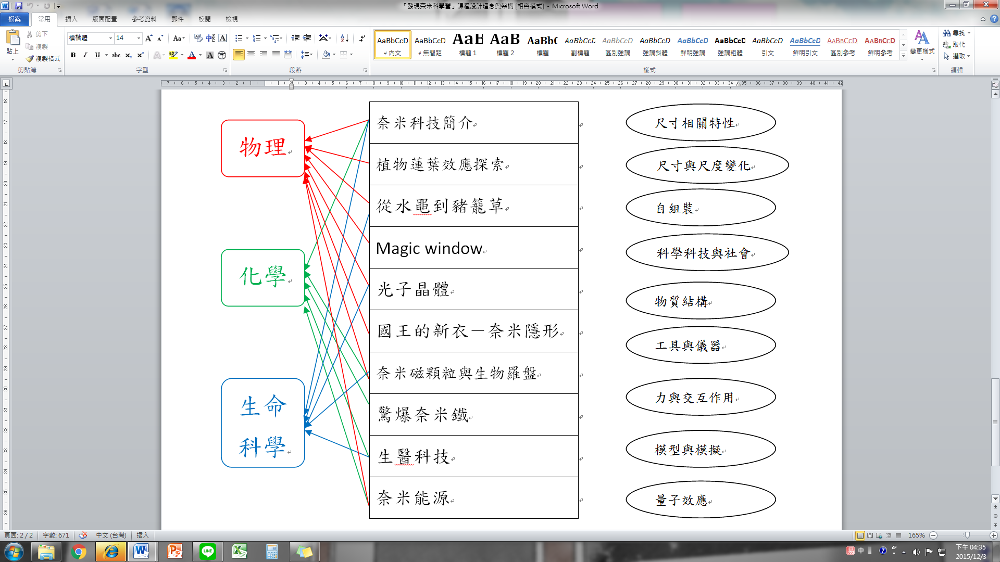 「發現奈米科學營」課程設計理念與架構 [相容模式] - Microsoft Word
檔案 常用 插入 版面配置 參考資料 郵件 校閱 檢視
標楷體 14
貼上 剪下 複製 複製格式
AaBbCcD AaBbCcD AaB AaB AaBbC AaBbCcD AaBbCcD AaBbCcD AaBbCcD AaBbCcD AaBbCcD AaBbCcD AaBbCcD AaBbCcD
內文 無間距 標題 1 標題 2 標題 副標題 區別強調 強調斜體 鮮明強調 強調粗體 引文 鮮明引文 區別參考 鮮明參考
變更樣式 尋找 取代 選取
剪貼簿 字型 段落 樣式 編輯
物理
化學
生命
科學
奈米科技簡介
植物蓮葉效應探索
從水黽到豬籠草
Magic window
光子晶體
國王的新衣－奈米隱形
奈米磁顆粒與生物羅盤
驚爆奈米鐵
生醫科技
奈米能源
尺寸相關特性
尺寸與尺度變化
自組裝
科學科技與社會
物質結構
工具與儀器
力與交互作用
模型與模擬
量子效應
頁面: 2 / 2 字數: 671 中文 (台灣) 插入 165%
下午 04:35
2015/12/3